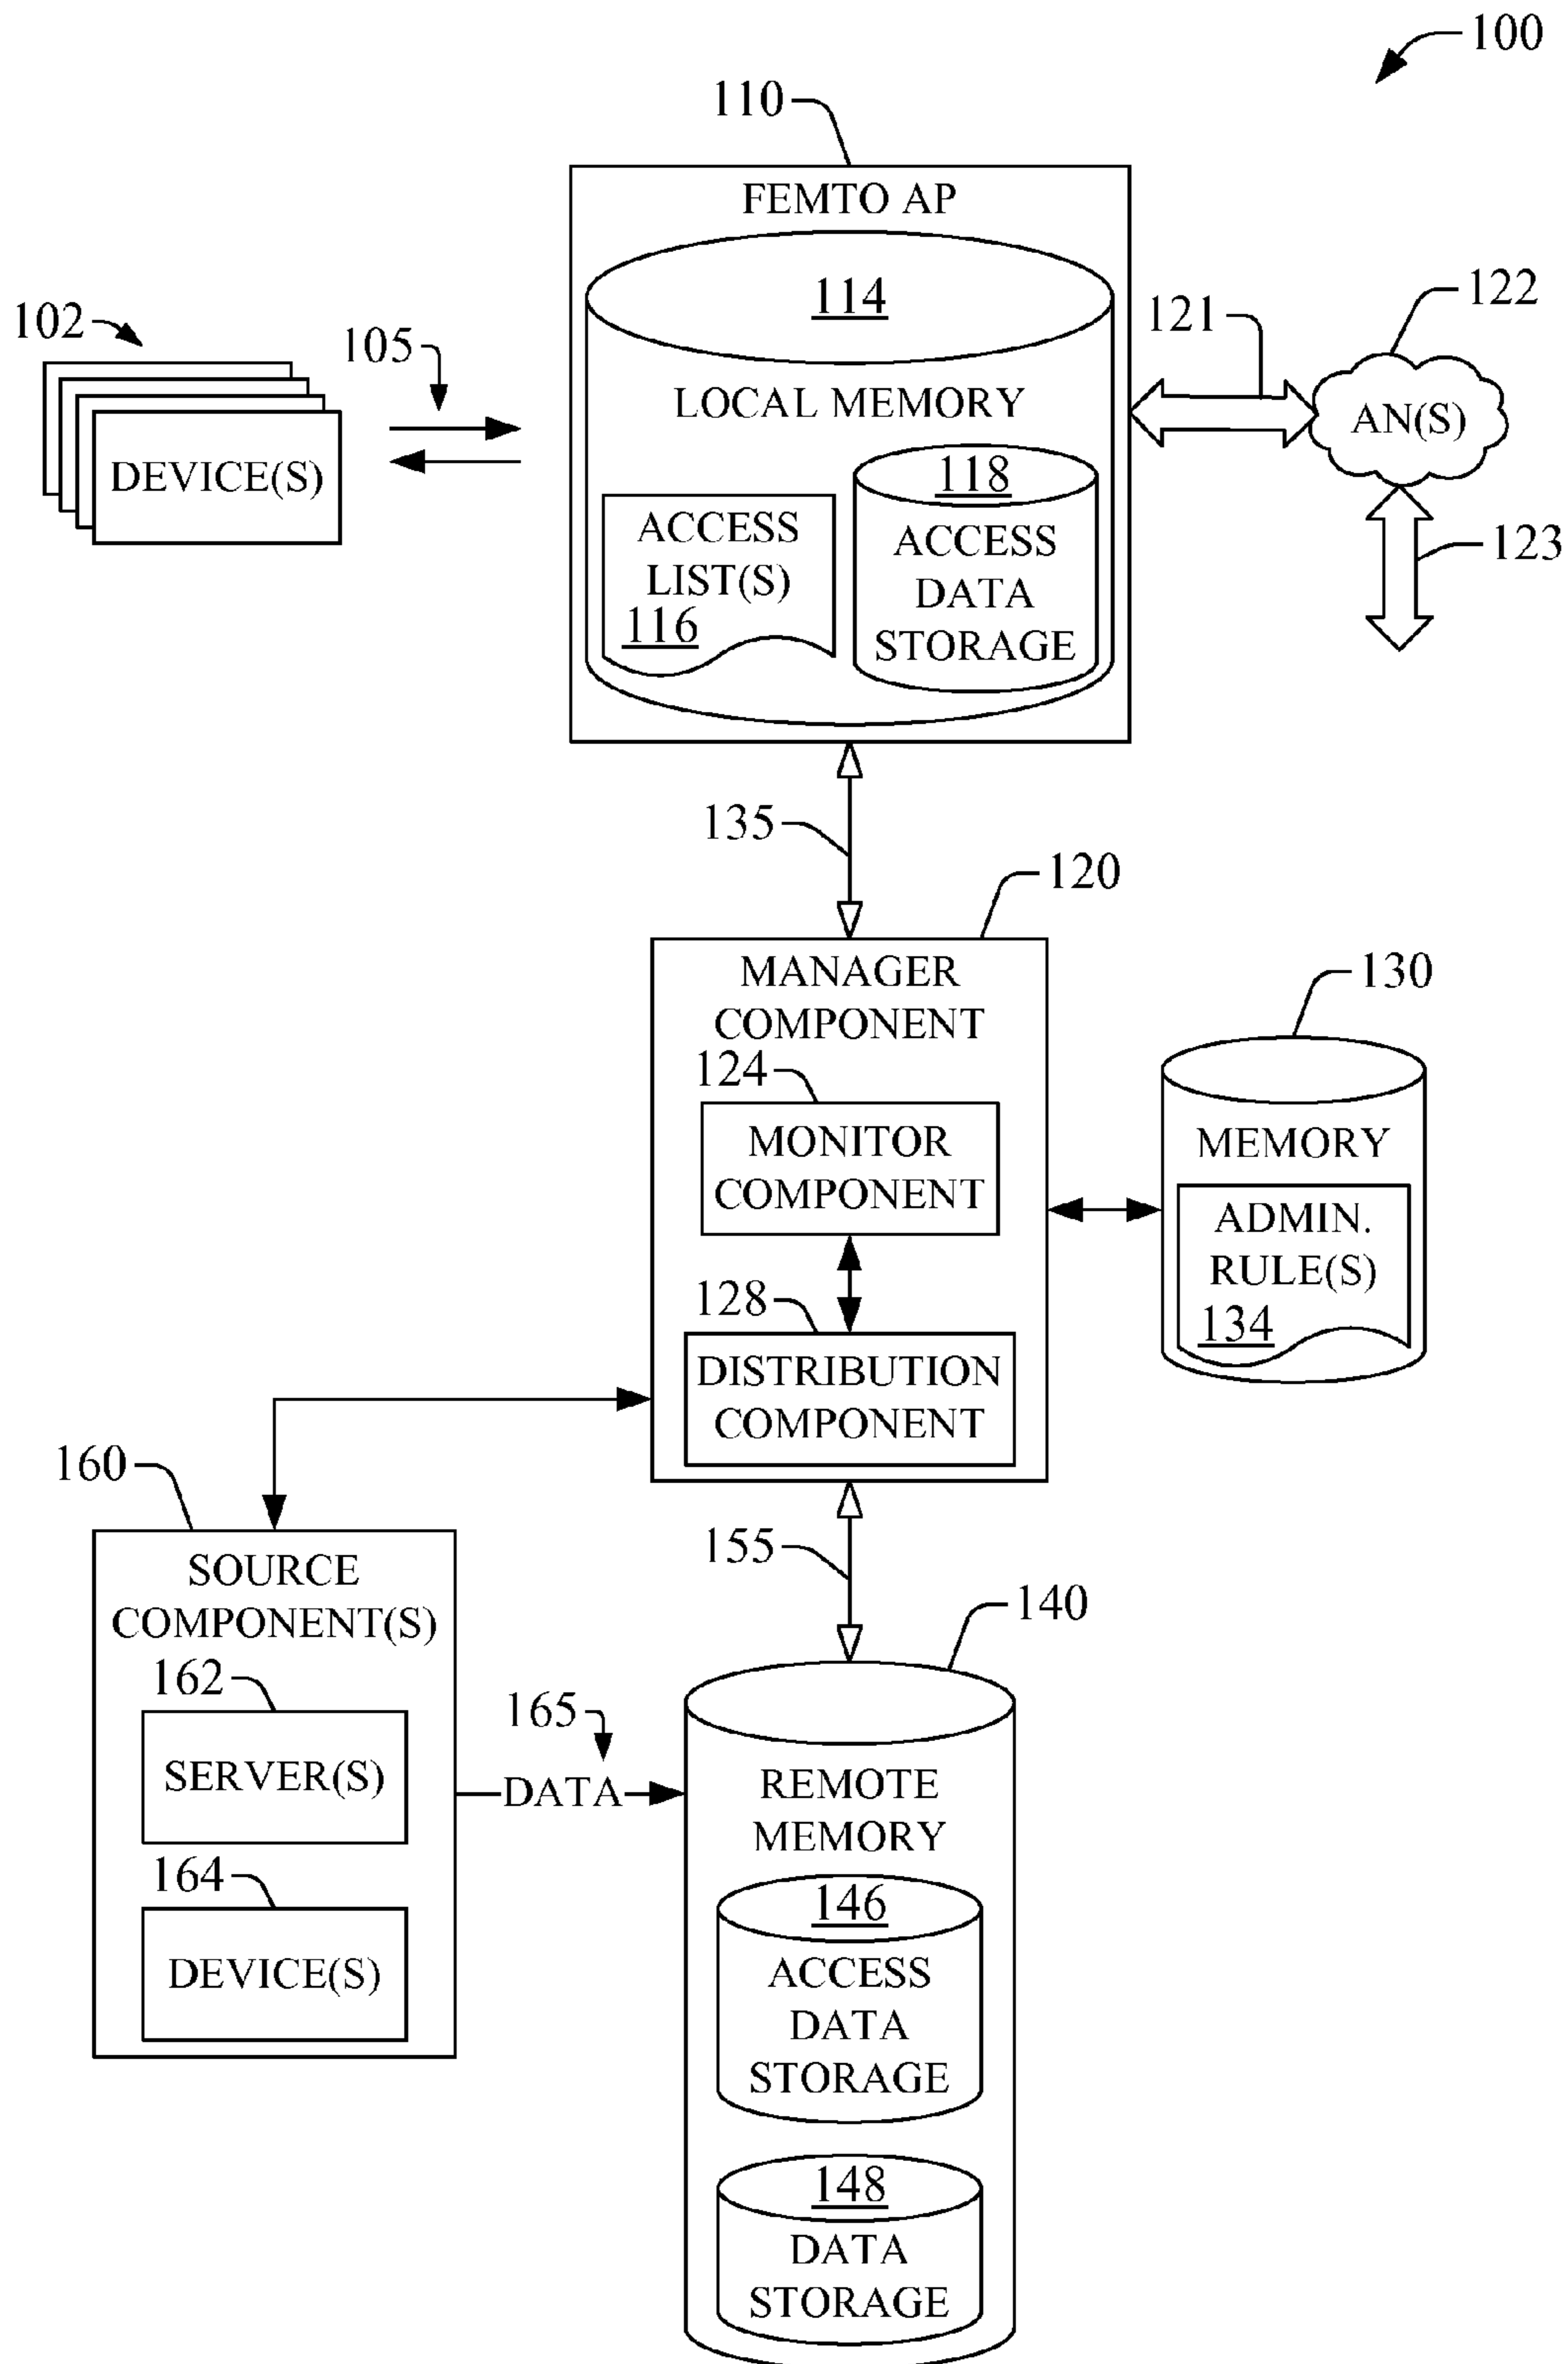 100
110
FEMTO AP
114
LOCAL MEMORY
118
ACCESS
LIST(S)
116
ACCESS
DATA
STORAGE
102
105
DEVICE(S)
121
122
AN(S)
123
135
120
MANAGER
COMPONENT
124
MONITOR
COMPONENT
128
DISTRIBUTION
COMPONENT
130
MEMORY
ADMIN.
RULE(S)
134
160
SOURCE
COMPONENT(S)
162
SERVER(S)
164
DEVICE(S)
155
140
165
DATA
REMOTE
MEMORY
146
ACCESS
DATA
STORAGE
148
DATA
STORAGE